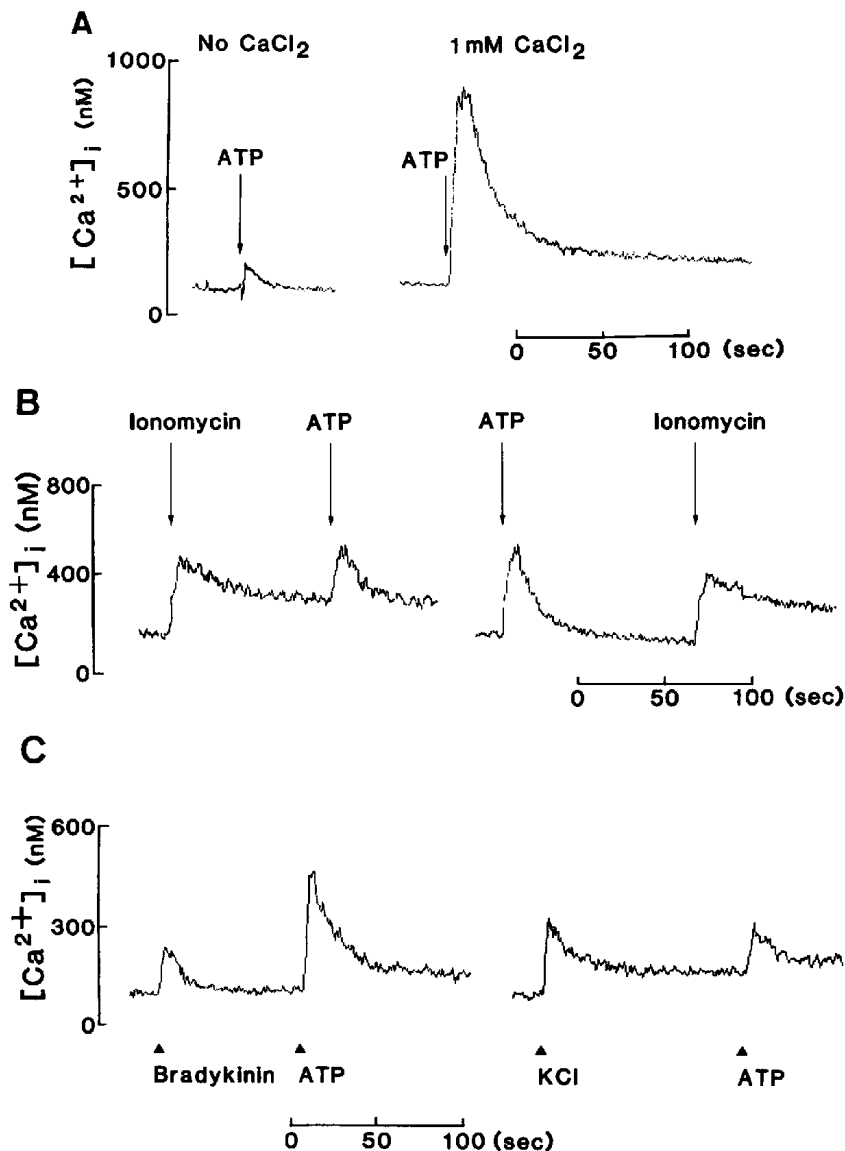 A
No CaCl2
1 mM CaCl2
[Ca2+]i (nM)
1000
500
0
ATP
ATP
0 50 100 (sec)
B
Ionomycin ATP ATP Ionomycin
[Ca2+]i (nM)
800
400
0
0 50 100 (sec)
C
[Ca2+]i (nM)
600
300
0
Bradykinin ATP KCl ATP
0 50 100 (sec)